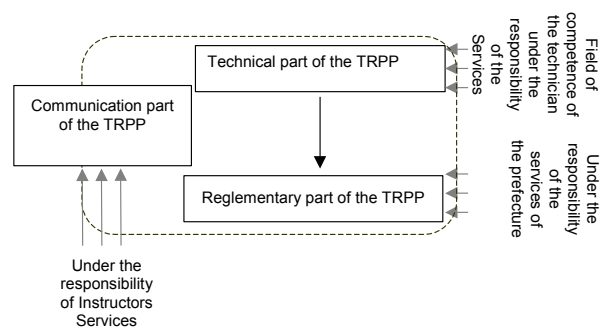 Technical part of the TRPP
Field of
competence of
the technician
under the
responsibility
of the
Services
Communication part
of the TRPP
Reglementary part of the TRPP
Under the
responsibility
of the
services of
the prefecture
Under the
responsibility
of Instructors
Services